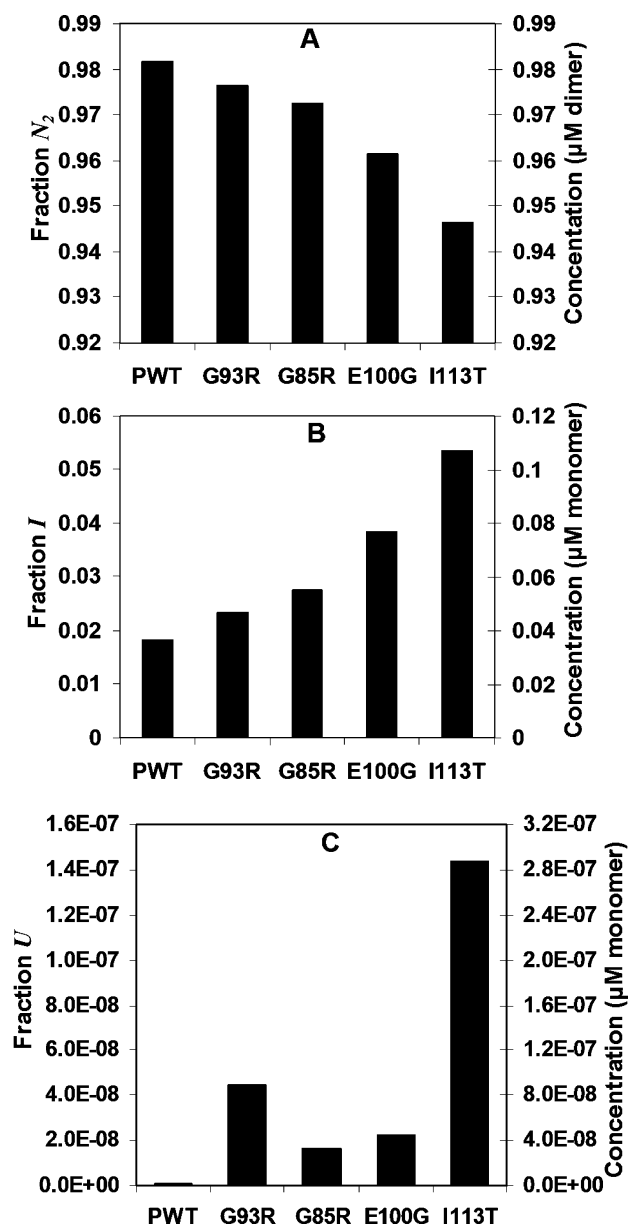 A
Fraction N2
0.99
0.98
0.97
0.96
0.95
0.94
0.93
0.92
0.99
0.98
0.97
0.96
0.95
0.94
0.93
0.92
Concentation (µM dimer)
PWT G93R G85R E100G I113T
B
Fraction I
0.06
0.05
0.04
0.03
0.02
0.01
0
0.12
0.1
0.08
0.06
0.04
0.02
0
Concentration (µM monomer)
PWT G93R G85R E100G I113T
C
Fraction U
1.6E-07
1.4E-07
1.2E-07
1.0E-07
8.0E-08
6.0E-08
4.0E-08
2.0E-08
0.0E+00
3.2E-07
2.8E-07
2.4E-07
2.0E-07
1.6E-07
1.2E-07
8.0E-08
4.0E-08
0.0E+00
Concentration (µM monomer)
PWT G93R G85R E100G I113T